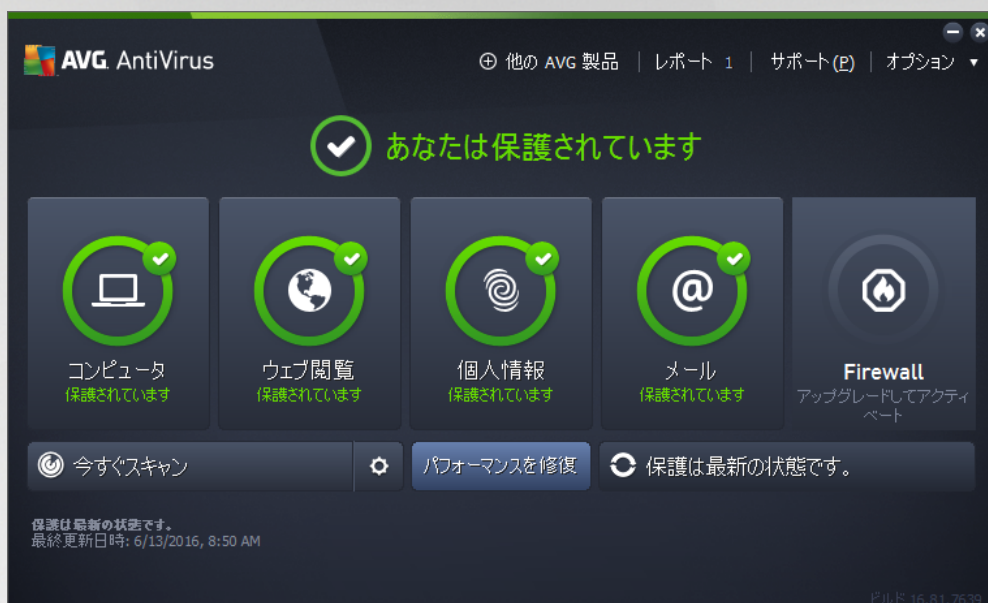 AVG. AntiVirus
他の AVG 製品 | レポート 1 | サポート(P) | オプション
あなたは保護されています
コンピュータ
保護されています
ウェブ閲覧
保護されています
個人情報
保護されています
@
メール
保護されています
Firewall
アップグレードしてアクティ
ベート
今すぐスキャン
パフォーマンスを修復
保護は最新の状態です。
保護は最新の状態です。
最終更新日時: 6/13/2016, 8:50 AM
ビルド 16.81.7639